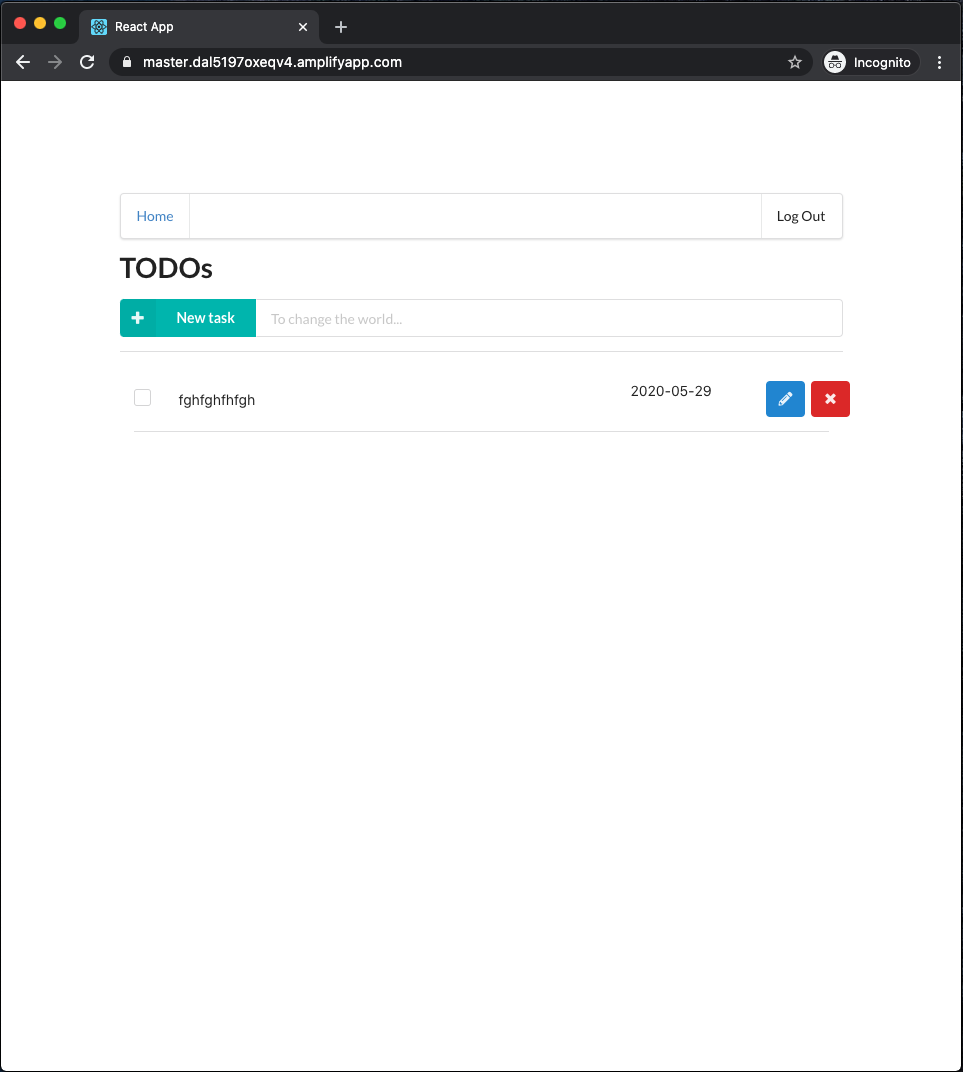 React App
master.dal5197oxeqv4.amplifyapp.com
Incognito
Home
Log Out
TODOs
New task
To change the world...
fghfghfhfgh
2020-05-29